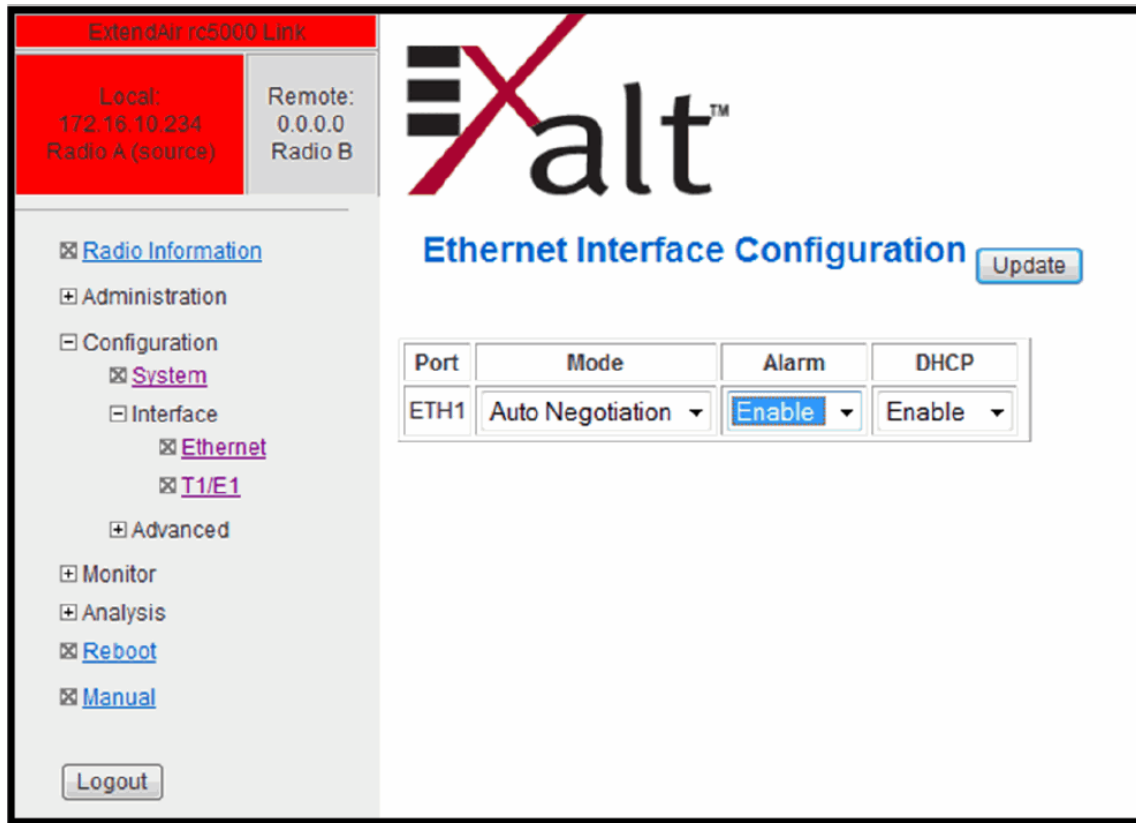 ExtendAir rc5000 Link
Local:
172.16.10.234
Radio A (source)
Remote:
0.0.0.0
Radio B
Radio Information
Administration
Configuration
System
Interface
Ethernet
T1/E1
Advanced
Monitor
Analysis
Reboot
Manual
Logout
Exalt™
Ethernet Interface Configuration
Update
Port Mode Alarm DHCP
ETH1 Auto Negotiation Enable Enable